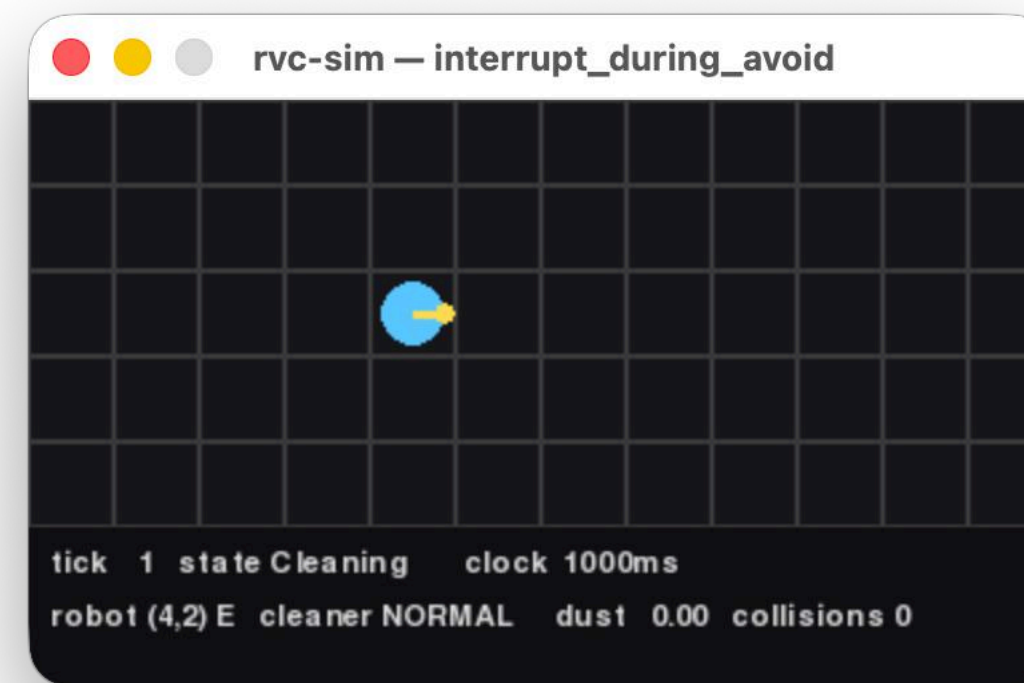 rvc-sim — interrupt_during_avoid
tick 1 state Cleaning clock 1000ms
robot (4,2) E cleaner NORMAL dust 0.00 collisions 0